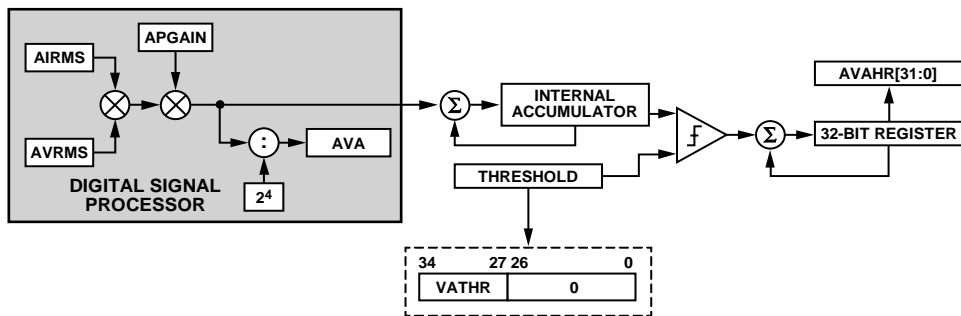 APGAIN
AIRMS
AVRMS
:
AVA
2⁴
DIGITAL SIGNAL
PROCESSOR
Σ
INTERNAL
ACCUMULATOR
THRESHOLD
Σ
AVAHR[31:0]
32-BIT REGISTER
34 27 26 0
VATHR 0